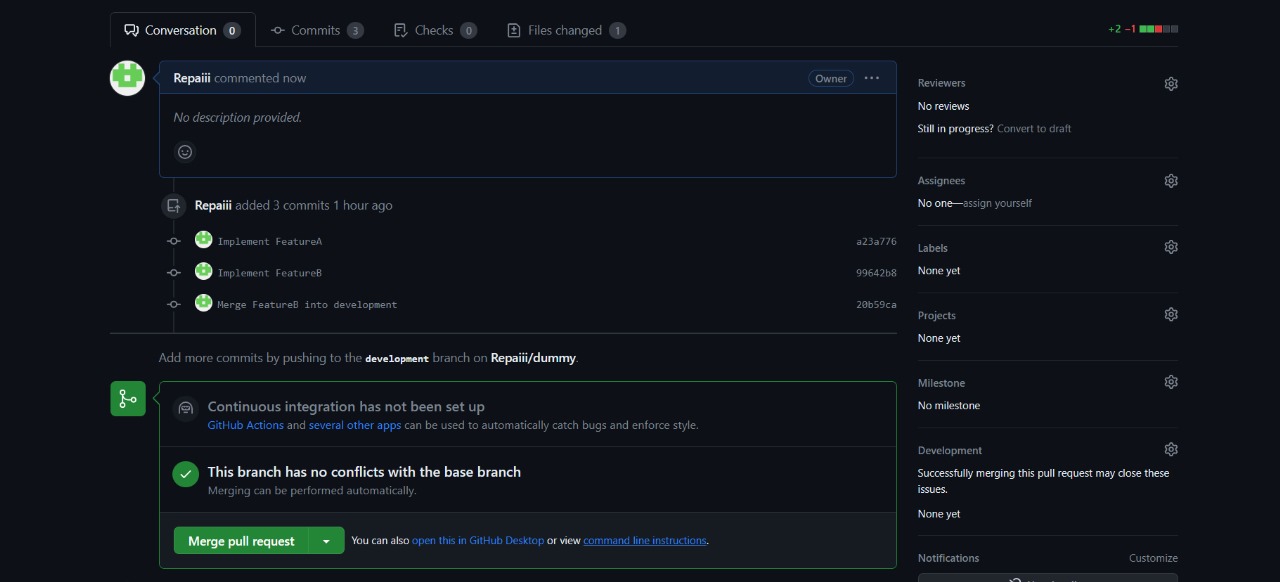 Conversation 0 Commits 3 Checks 0 Files changed 1 +2 −1
Repaiii commented now Owner
No description provided.
Repaiii added 3 commits 1 hour ago
Implement FeatureA a23a776
Implement FeatureB 99642b8
Merge FeatureB into development 20b59ca
Add more commits by pushing to the development branch on Repaiii/dummy.
Continuous integration has not been set up
GitHub Actions and several other apps can be used to automatically catch bugs and enforce style.
This branch has no conflicts with the base branch
Merging can be performed automatically.
Merge pull request You can also open this in GitHub Desktop or view command line instructions.
Reviewers
No reviews
Still in progress? Convert to draft
Assignees
No one—assign yourself
Labels
None yet
Projects
None yet
Milestone
No milestone
Development
Successfully merging this pull request may close these
issues.
None yet
Notifications Customize